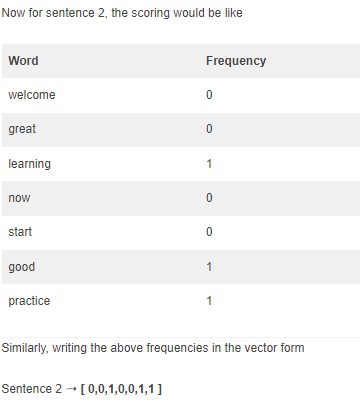 Now for sentence 2, the scoring would be like
Word Frequency
welcome 0
great 0
learning 1
now 0
start 0
good 1
practice 1
Similarly, writing the above frequencies in the vector form
Sentence 2 → [ 0,0,1,0,0,1,1 ]